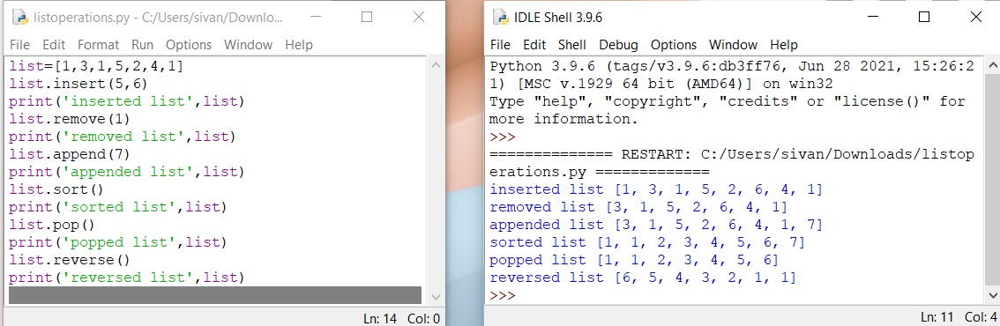 listoperations.py - C:/Users/sivan/Downlo...
File Edit Format Run Options Window Help
list=[1,3,1,5,2,4,1]
list.insert(5,6)
print('inserted list',list)
list.remove(1)
print('removed list',list)
list.append(7)
print('appended list',list)
list.sort()
print('sorted list',list)
list.pop()
print('popped list',list)
list.reverse()
print('reversed list',list)
Ln: 14 Col: 0
IDLE Shell 3.9.6
File Edit Shell Debug Options Window Help
Python 3.9.6 (tags/v3.9.6:db3ff76, Jun 28 2021, 15:26:2
1) [MSC v.1929 64 bit (AMD64)] on win32
Type "help", "copyright", "credits" or "license()" for
more information.
>>>
============== RESTART: C:/Users/sivan/Downloads/listop
erations.py =============
inserted list [1, 3, 1, 5, 2, 6, 4, 1]
removed list [3, 1, 5, 2, 6, 4, 1]
appended list [3, 1, 5, 2, 6, 4, 1, 7]
sorted list [1, 1, 2, 3, 4, 5, 6, 7]
popped list [1, 1, 2, 3, 4, 5, 6]
reversed list [6, 5, 4, 3, 2, 1, 1]
>>>
Ln: 11 Col: 4